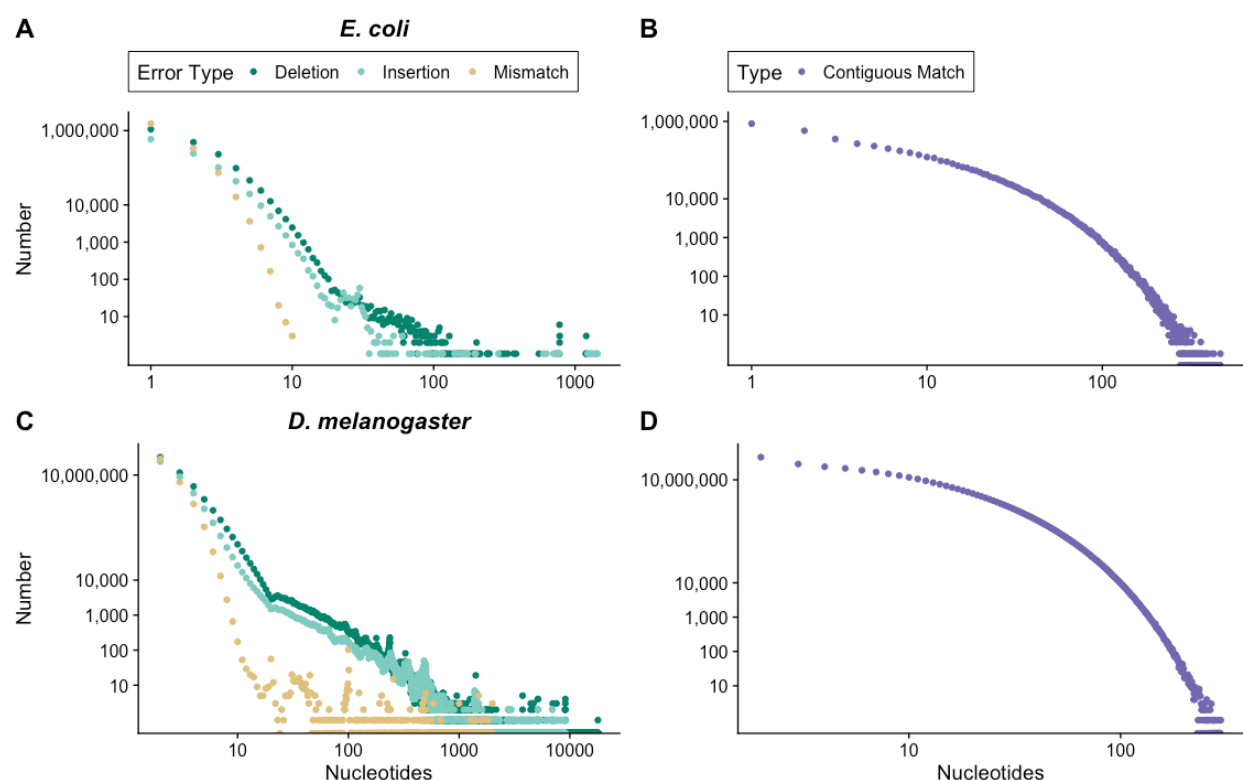 A
E. coli
Error Type Deletion Insertion Mismatch
Number
1,000,000
10,000
1,000
100
10
1 10 100 1000
B
Type Contiguous Match
1,000,000
10,000
1,000
100
10
1 10 100
C
D. melanogaster
Number
10,000,000
10,000
1,000
100
10
10 100 1000 10000
Nucleotides
D
10,000,000
10,000
1,000
100
10
10 100
Nucleotides